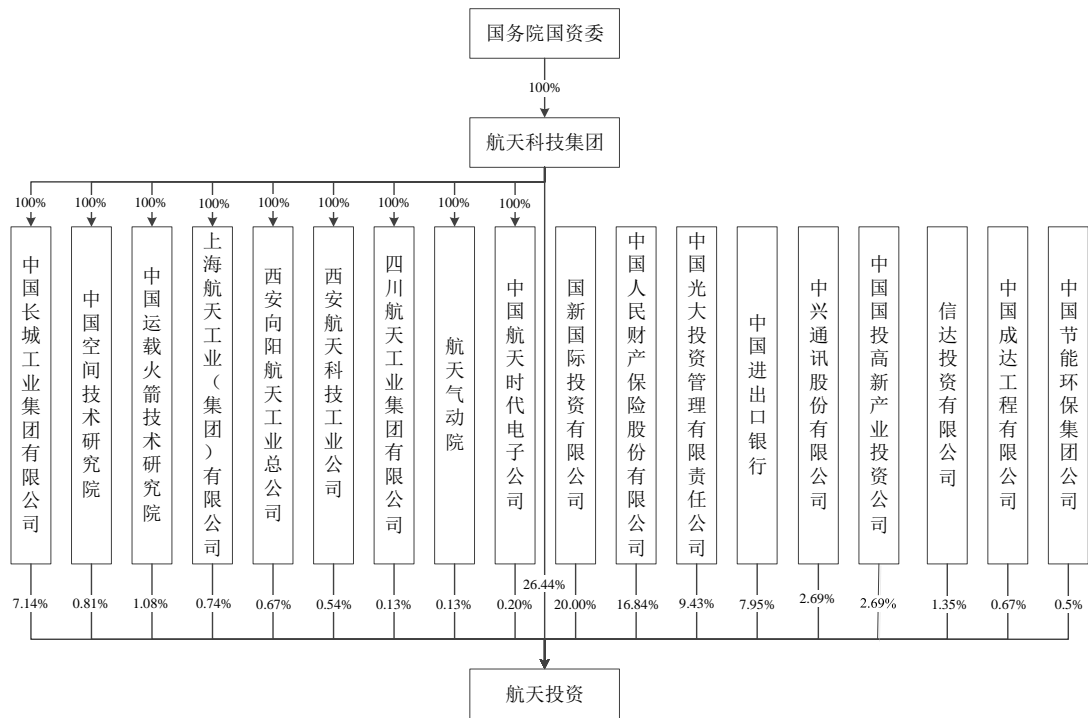 国务院国资委
100%
航天科技集团
100% 100% 100% 100% 100% 100% 100% 100% 100%
中国长城工业集团有限公司
中国空间技术研究院
中国运载火箭技术研究院
上海航天工业（集团）有限公司
西安向阳航天工业总公司
西安航天科技工业公司
四川航天工业集团有限公司
航天气动院
中国航天时代电子公司
国新国际投资有限公司
中国人民财产保险股份有限公司
中国光大投资管理有限责任公司
中国进出口银行
中兴通讯股份有限公司
中国国投高新产业投资公司
信达投资有限公司
中国成达工程有限公司
中国节能环保集团公司
26.44%
7.14% 0.81% 1.08% 0.74% 0.67% 0.54% 0.13% 0.13% 0.20% 20.00% 16.84% 9.43% 7.95% 2.69% 2.69% 1.35% 0.67% 0.5%
航天投资